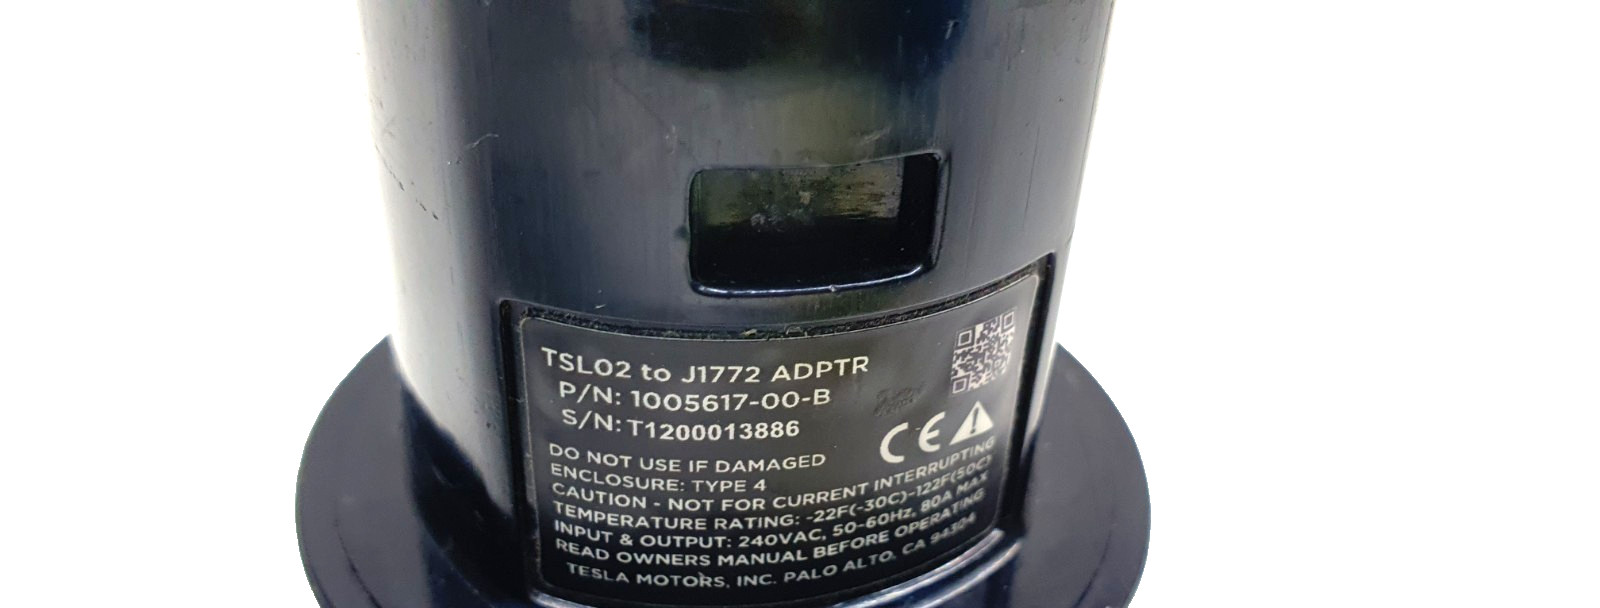 TSL02 to J1772 ADPTR
P/N: 1005617-00-B
S/N: T1200013886
CE
DO NOT USE IF DAMAGED
ENCLOSURE: TYPE 4
CAUTION - NOT FOR CURRENT INTERRUPTING
TEMPERATURE RATING: -22F(-30C)-122F(50C)
INPUT & OUTPUT: 240VAC, 50-60Hz, 80A MAX
READ OWNERS MANUAL BEFORE OPERATING
TESLA MOTORS, INC. PALO ALTO, CA 94304